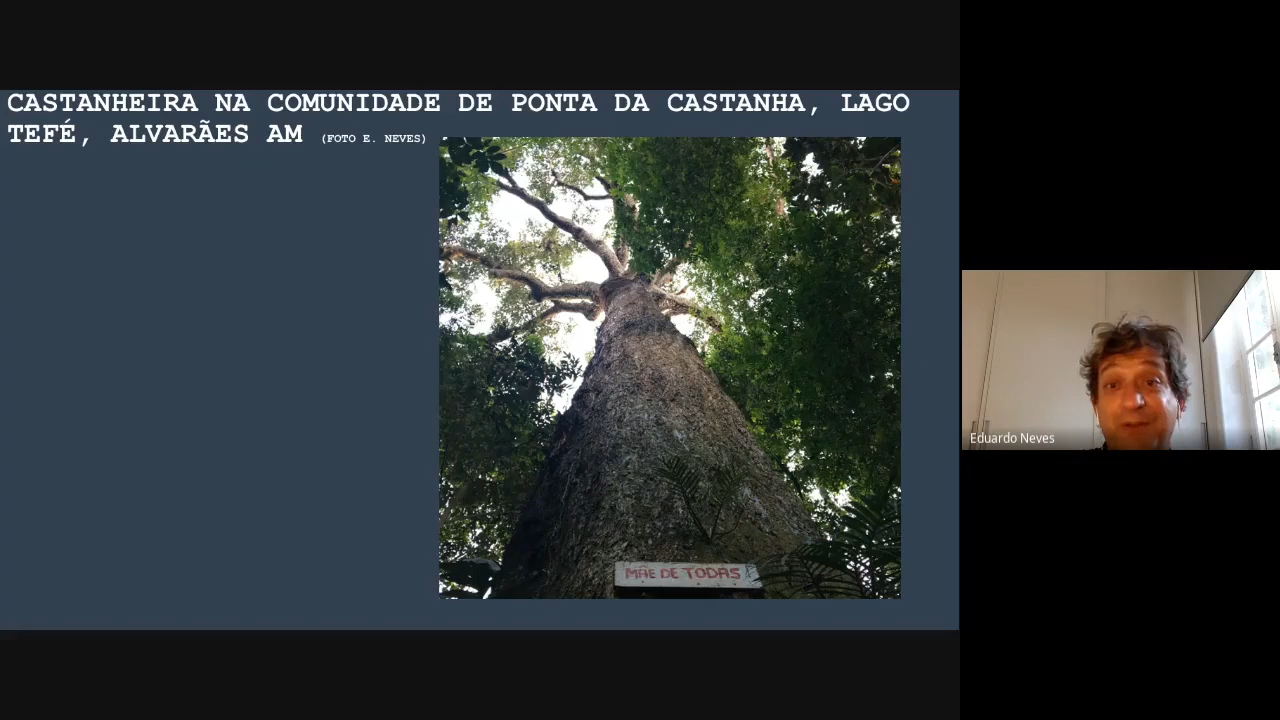 CASTANHEIRA NA COMUNIDADE DE PONTA DA CASTANHA, LAGO
TEFÉ, ALVARÃES AM (FOTO E. NEVES)
MÃE DE TODAS
Eduardo Neves